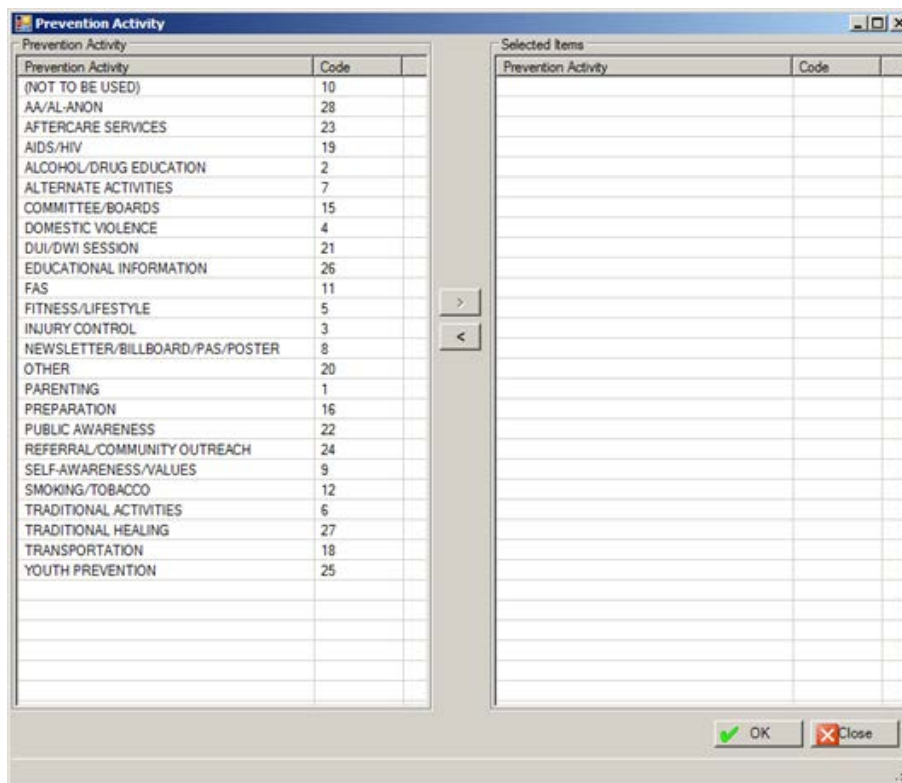 Prevention Activity
Prevention Activity
Prevention Activity Code
(NOT TO BE USED) 10
AA/AL-ANON 28
AFTERCARE SERVICES 23
AIDS/HIV 19
ALCOHOL/DRUG EDUCATION 2
ALTERNATE ACTIVITIES 7
COMMITTEE/BOARDS 15
DOMESTIC VIOLENCE 4
DUI/DWI SESSION 21
EDUCATIONAL INFORMATION 26
FAS 11
FITNESS/LIFESTYLE 5
INJURY CONTROL 3
NEWSLETTER/BILLBOARD/PAS/POSTER 8
OTHER 20
PARENTING 1
PREPARATION 16
PUBLIC AWARENESS 22
REFERRAL/COMMUNITY OUTREACH 24
SELF-AWARENESS/VALUES 9
SMOKING/TOBACCO 12
TRADITIONAL ACTIVITIES 6
TRADITIONAL HEALING 27
TRANSPORTATION 18
YOUTH PREVENTION 25
>
<
Selected Items
Prevention Activity Code
OK Close